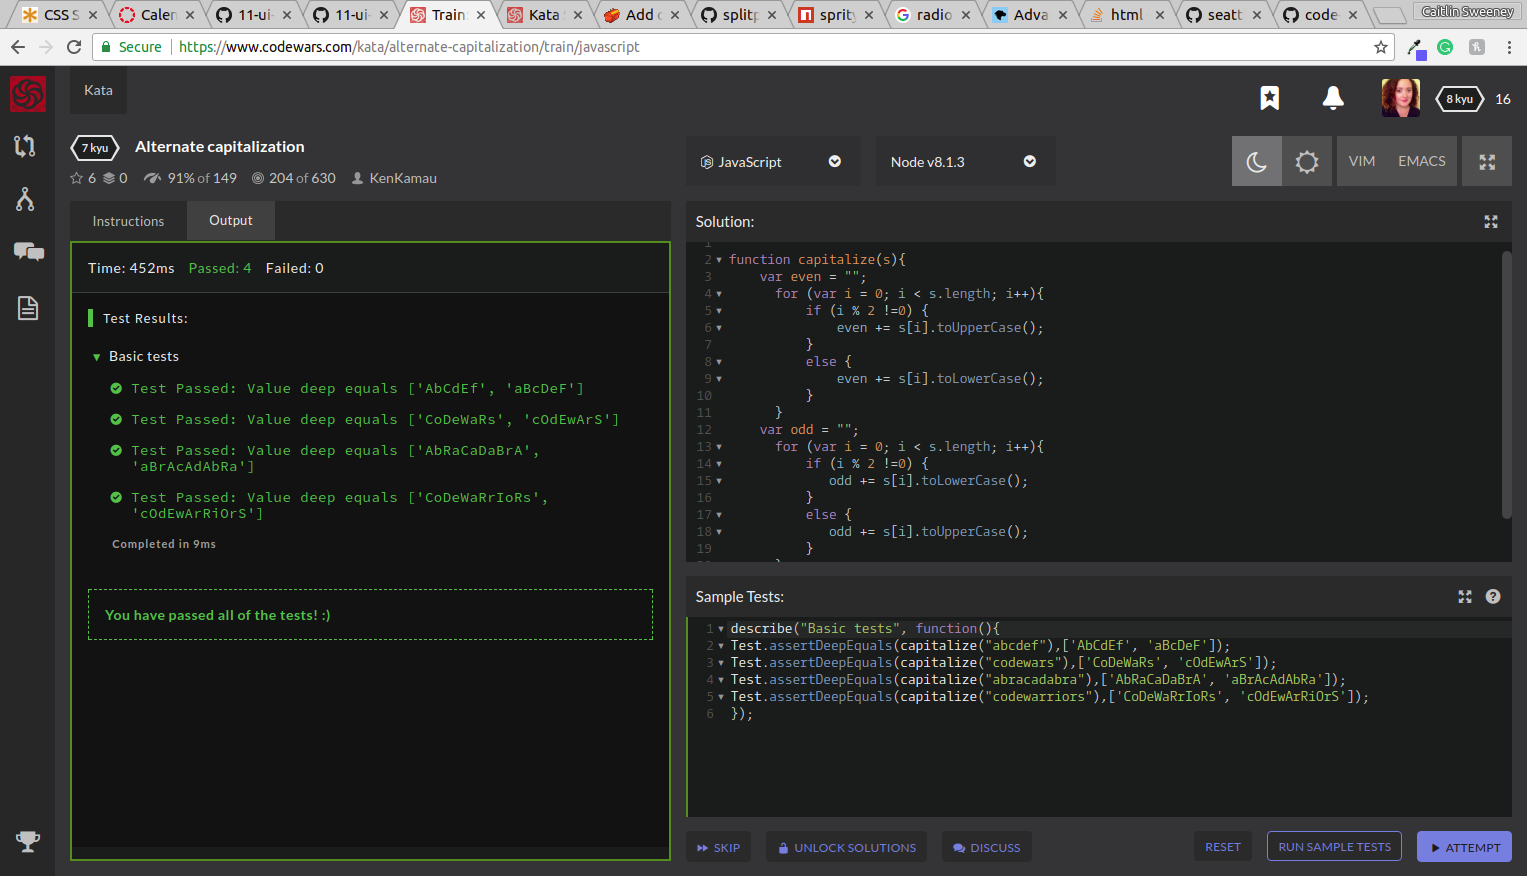 CSS S
Calen
11-ui-
11-ui-
Train:
Kata
Add c
splitp
sprity
radio
Adva
html
seatt
code-
Caitlin Sweeney
Secure
https://www.codewars.com/kata/alternate-capitalization/train/javascript
Kata
8 kyu
16
7 kyu
Alternate capitalization
6
0
91% of 149
204 of 630
KenKamau
JavaScript
Node v8.1.3
VIM
EMACS
Instructions
Output
Time: 452ms Passed: 4 Failed: 0
Test Results:
Basic tests
Test Passed: Value deep equals ['AbCdEf', 'aBcDeF']
Test Passed: Value deep equals ['CoDeWaRs', 'cOdEwArS']
Test Passed: Value deep equals ['AbRaCaDaBrA',
'aBrAcAdAbRa']
Test Passed: Value deep equals ['CoDeWaRrIoRs',
'cOdEwArRiOrS']
Completed in 9ms
You have passed all of the tests! :)
Solution:
1
2 function capitalize(s){
3 var even = "";
4 for (var i = 0; i < s.length; i++){
5 if (i % 2 !=0) {
6 even += s[i].toUpperCase();
7 }
8 else {
9 even += s[i].toLowerCase();
10 }
11 }
12 var odd = "";
13 for (var i = 0; i < s.length; i++){
14 if (i % 2 !=0) {
15 odd += s[i].toLowerCase();
16 }
17 else {
18 odd += s[i].toUpperCase();
19 }
Sample Tests:
1 describe("Basic tests", function(){
2 Test.assertDeepEquals(capitalize("abcdef"),['AbCdEf', 'aBcDeF']);
3 Test.assertDeepEquals(capitalize("codewars"),['CoDeWaRs', 'cOdEwArS']);
4 Test.assertDeepEquals(capitalize("abracadabra"),['AbRaCaDaBrA', 'aBrAcAdAbRa']);
5 Test.assertDeepEquals(capitalize("codewarriors"),['CoDeWaRrIoRs', 'cOdEwArRiOrS']);
6 });
SKIP
UNLOCK SOLUTIONS
DISCUSS
RESET
RUN SAMPLE TESTS
ATTEMPT